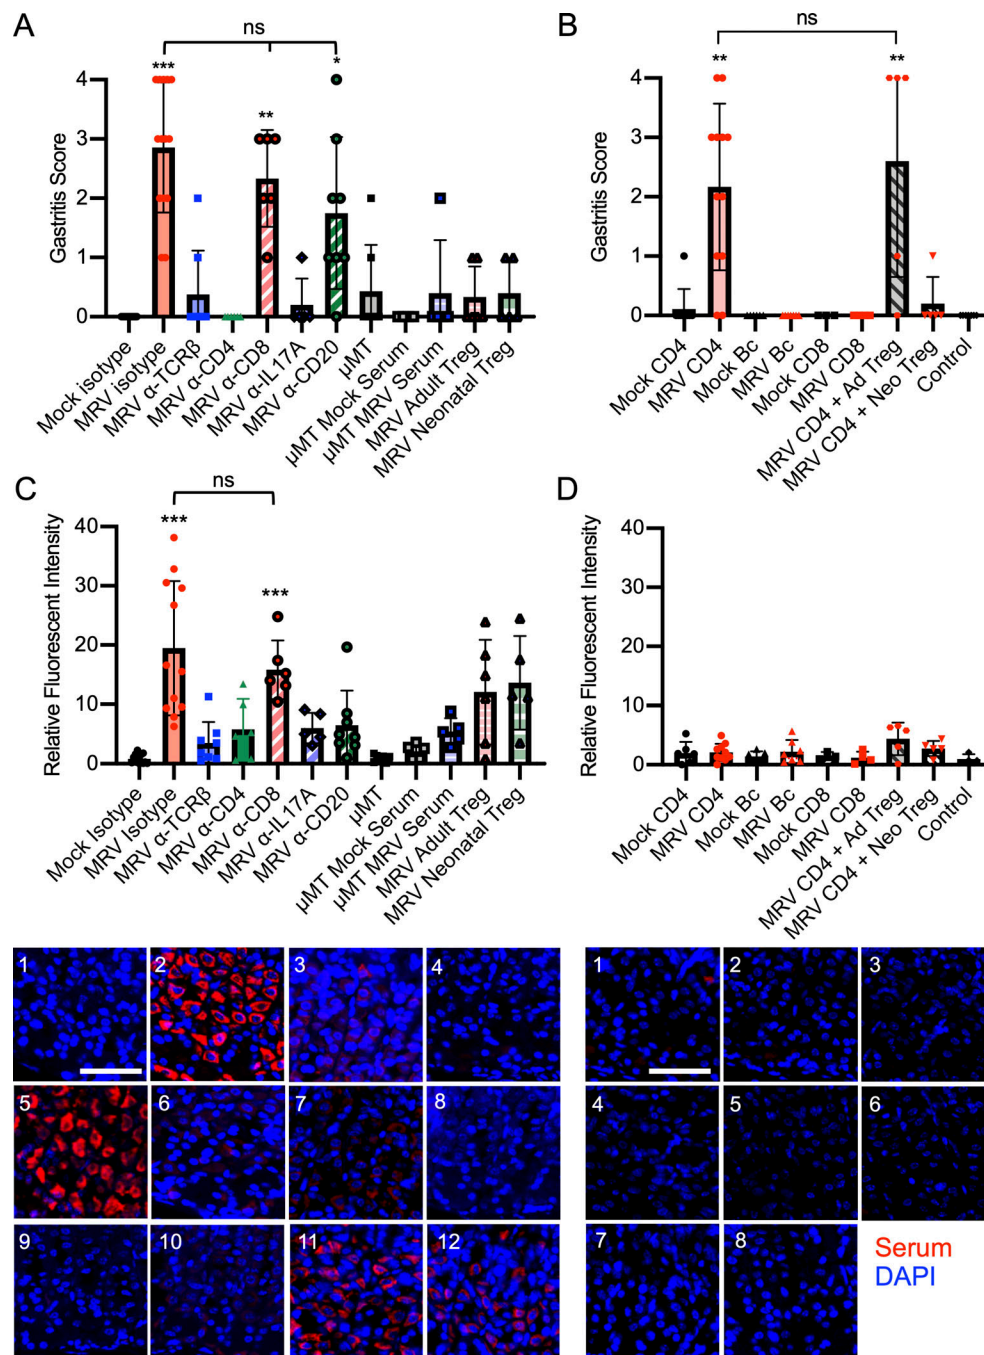 A
ns
***
**
*
Gastritis Score
4
3
2
1
0
Mock isotype
MRV isotype
MRV α-TCRβ
MRV α-CD4
MRV α-CD8
MRV α-IL17A
MRV α-CD20
μMT
μMT Mock Serum
μMT MRV Serum
MRV Adult Treg
MRV Neonatal Treg
B
ns
**
**
Gastritis Score
4
3
2
1
0
Mock CD4
MRV CD4
Mock Bc
MRV Bc
Mock CD8
MRV CD8
MRV CD4 + Ad Treg
MRV CD4 + Neo Treg
Control
C
ns
***
***
Relative Fluorescent Intensity
40
30
20
10
0
Mock Isotype
MRV Isotype
MRV α-TCRβ
MRV α-CD4
MRV α-CD8
MRV α-IL17A
MRV α-CD20
μMT
μMT Mock Serum
μMT MRV Serum
MRV Adult Treg
MRV Neonatal Treg
D
Relative Fluorescent Intensity
40
30
20
10
0
Mock CD4
MRV CD4
Mock Bc
MRV Bc
Mock CD8
MRV CD8
MRV CD4 + Ad Treg
MRV CD4 + Neo Treg
Control
1 2 3 4
5 6 7 8
9 10 11 12
1 2 3
4 5 6
7 8
Serum
DAPI